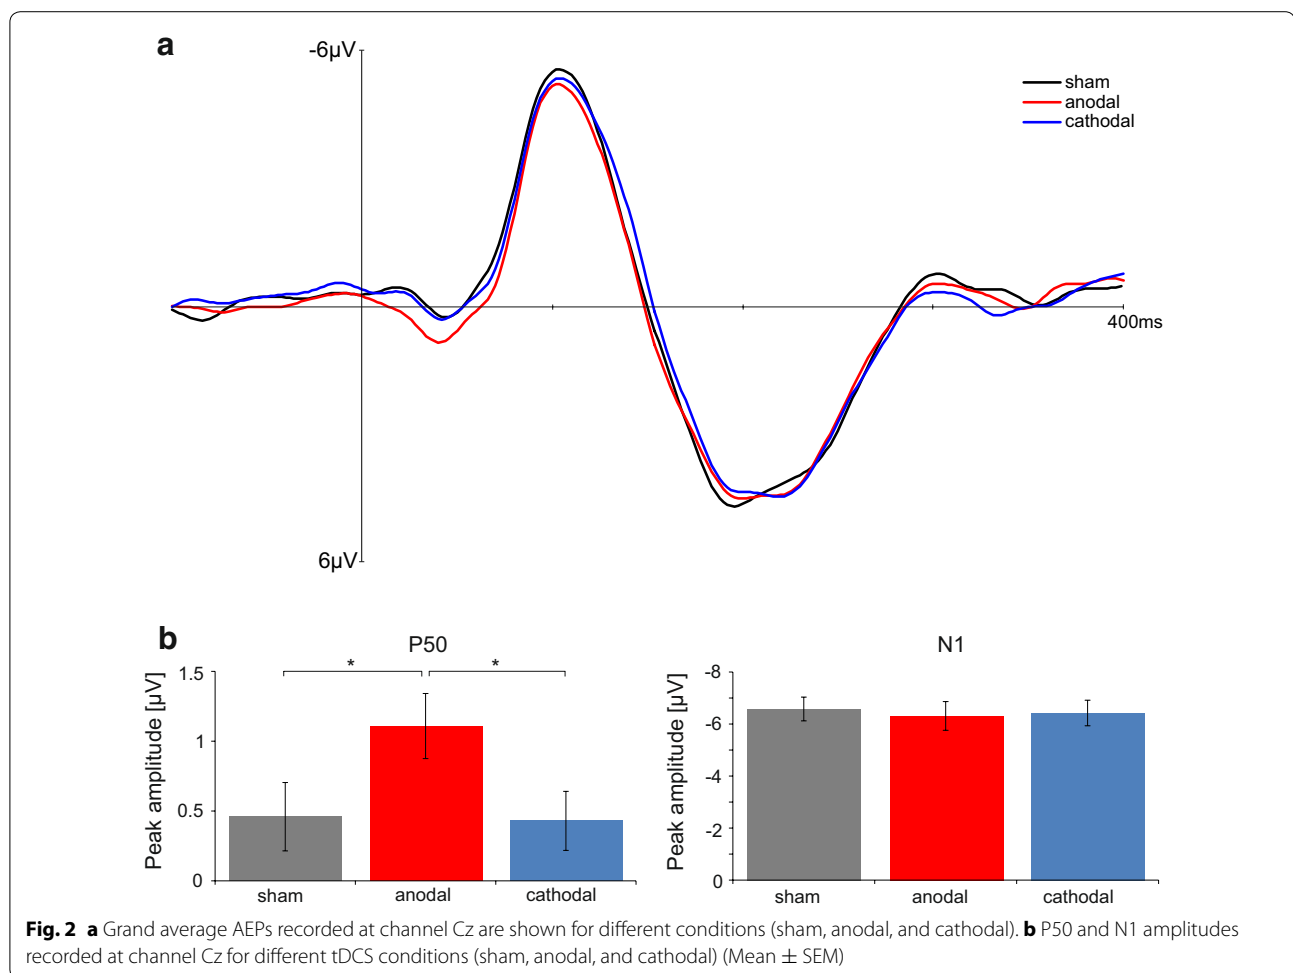 a
-6µV
sham
anodal
cathodal
400ms
6µV
b
P50
N1
* *
1.5
1
0.5
0
Peak amplitude [µV]
sham anodal cathodal
-8
-6
-4
-2
0
Peak amplitude [µV]
sham anodal cathodal
Fig. 2 a Grand average AEPs recorded at channel Cz are shown for different conditions (sham, anodal, and cathodal). b P50 and N1 amplitudes
recorded at channel Cz for different tDCS conditions (sham, anodal, and cathodal) (Mean ± SEM)